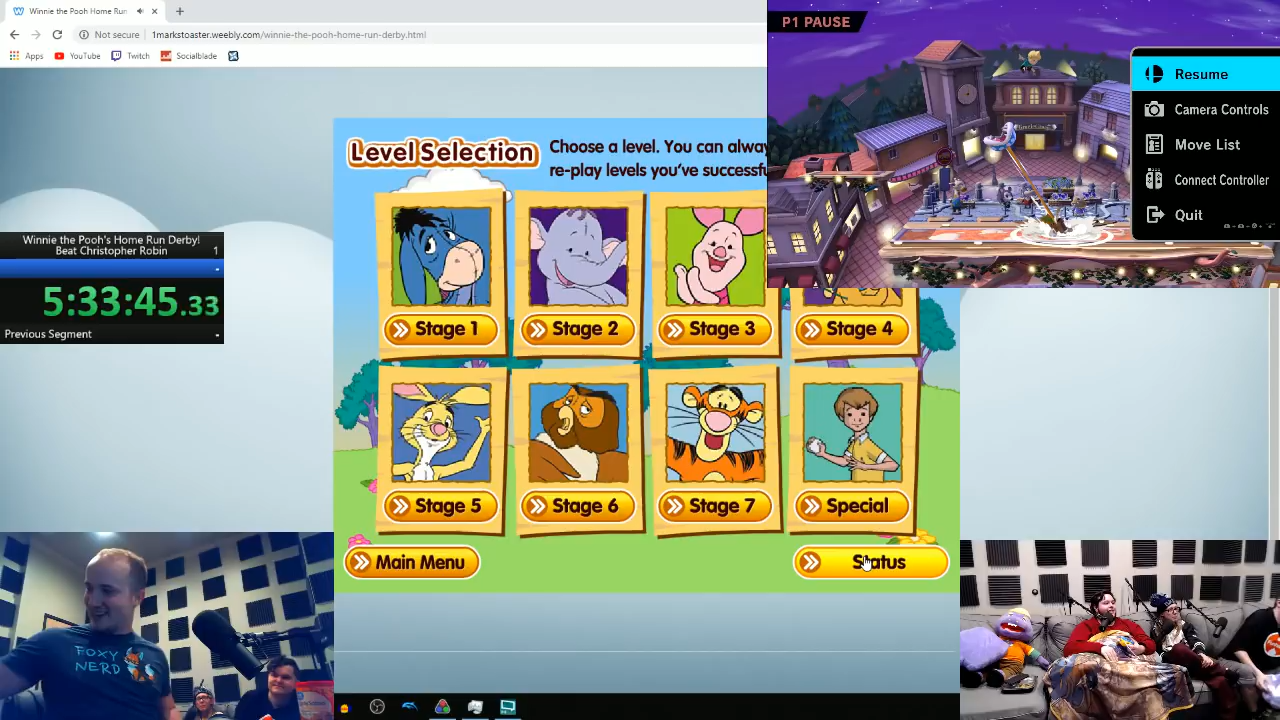 Winnie the Pooh Home Run
Not secure
1markstoaster.weebly.com/winnie-the-pooh-home-run-derby.html
Apps
YouTube
Twitch
Socialblade
P1 PAUSE
Resume
Camera Controls
Move List
Connect Controller
Quit
Level Selection
Choose a level. You can alway
re-play levels you've successfu
Winnie the Pooh's Home Run Derby!
Beat Christopher Robin 1
-
5:33:45.33
Previous Segment -
Stage 1
Stage 2
Stage 3
Stage 4
Stage 5
Stage 6
Stage 7
Special
Main Menu
Status
FOXY
NERD